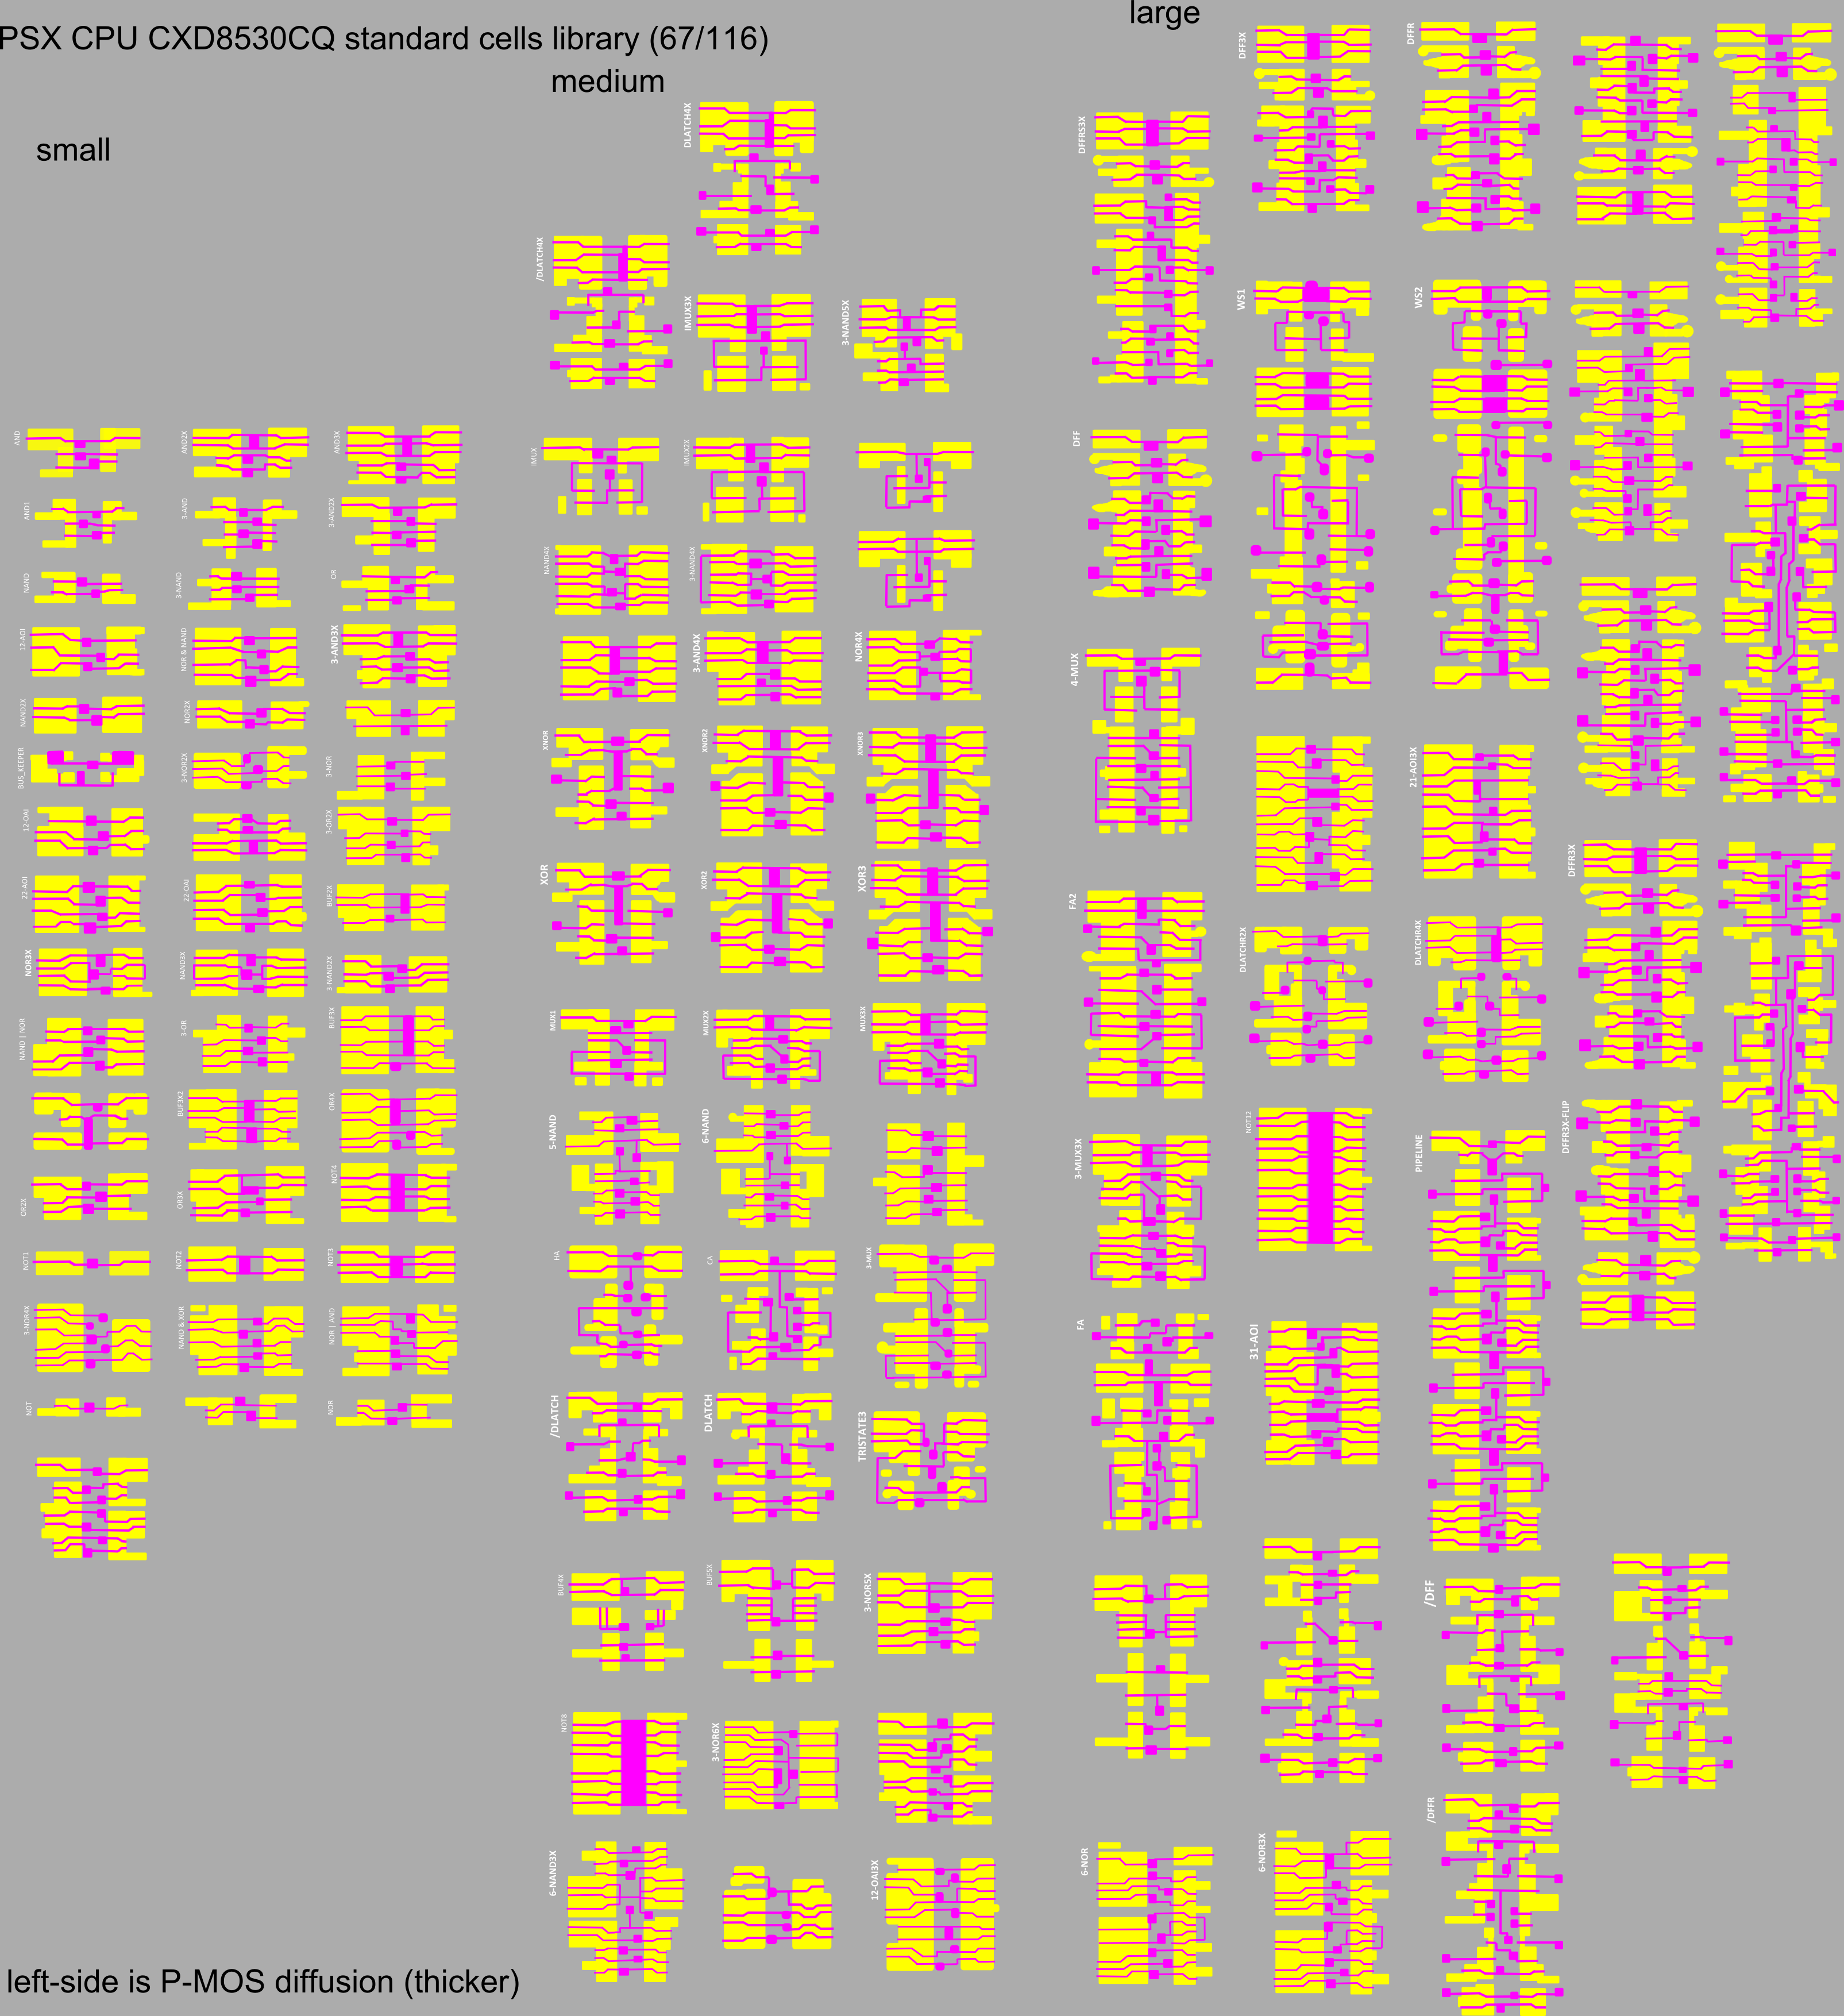 PSX CPU CXD8530CQ standard cells library (67/116)
small
medium
large
AND
AND2X
AND3X
AND1
3-AND
3-AND2X
NAND
3-NAND
OR
12-AOI
NOR & NAND
3-AND3X
NAND2X
NOR2X
BUS_KEEPER
3-NOR2X
3-NOR
12-OAI
3-OR2X
22-AOI
22-OAI
BUF2X
NOR3X
NAND3X
3-NAND2X
NAND | NOR
3-OR
BUF3X
BUF3X2
OR4X
OR2X
OR3X
NOT4
NOT1
NOT2
NOT3
3-NOR4X
NAND & XOR
NOR | AND
NOT
NOR
DLATCH4X
/DLATCH4X
IMUX3X
3-NAND5X
IMUX
IMUX2X
NAND4X
3-NAND4X
3-AND4X
NOR4X
XNOR
XNOR2
XNOR3
XOR
XOR2
XOR3
MUX1
MUX2X
MUX3X
5-NAND
6-NAND
HA
CA
3-MUX
/DLATCH
DLATCH
TRISTATE3
BUF4X
BUF5X
3-NOR5X
NOT8
3-NOR6X
6-NAND3X
12-OAI3X
DFF3X
DFFR
DFFRS3X
WS1
WS2
DFF
4-MUX
21-AOI3X
DFFR3X
FA2
DLATCHR2X
DLATCHR4X
3-MUX3X
NOT12
PIPELINE
DFFR3X-FLIP
FA
31-AOI
/DFF
/DFFR
6-NOR
6-NOR3X
left-side is P-MOS diffusion (thicker)